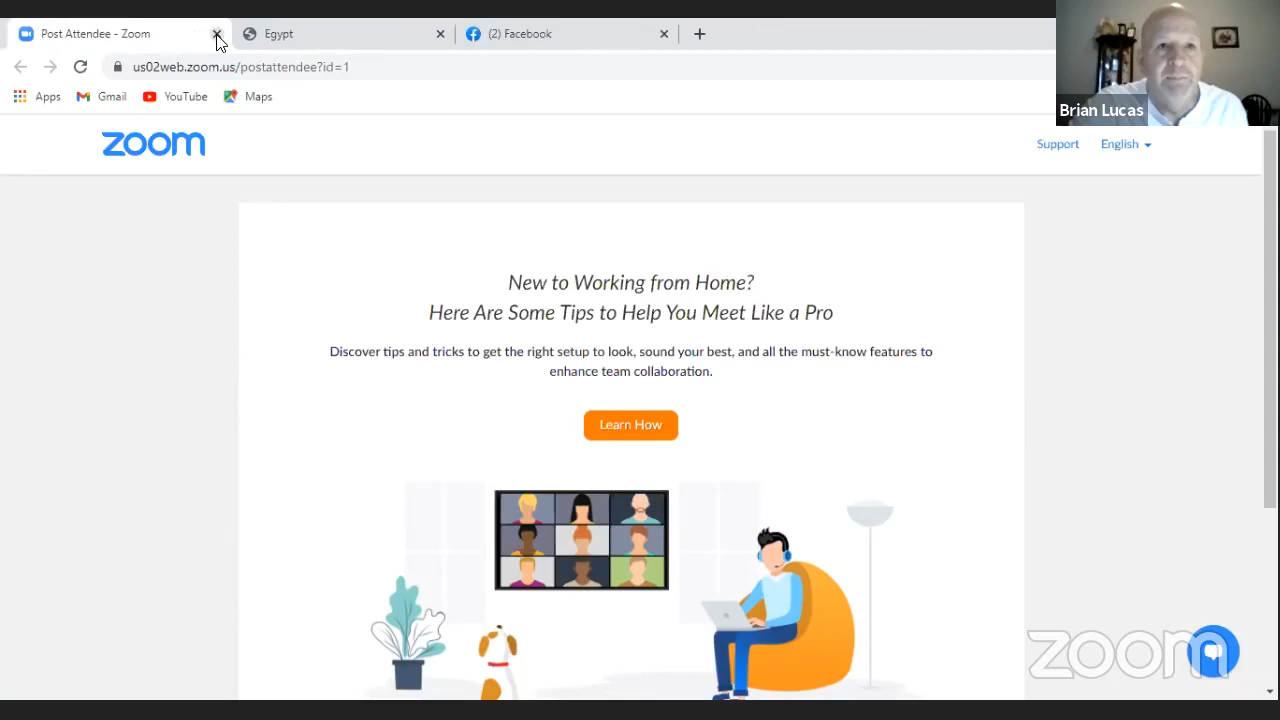 Post Attendee - Zoom
Egypt
(2) Facebook
us02web.zoom.us/postattendee?id=1
Apps
Gmail
YouTube
Maps
Brian Lucas
zoom
Support
English
New to Working from Home?
Here Are Some Tips to Help You Meet Like a Pro
Discover tips and tricks to get the right setup to look, sound your best, and all the must-know features to
enhance team collaboration.
Learn How
zoom